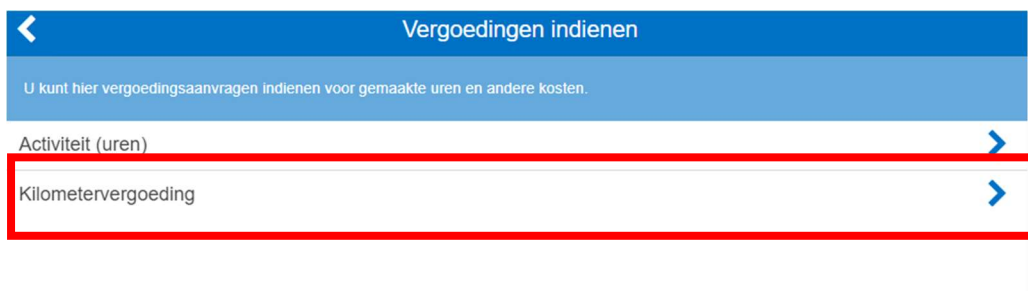 Vergoedingen indienen
U kunt hier vergoedingsaanvragen indienen voor gemaakte uren en andere kosten.
Activiteit (uren)
Kilometervergoeding